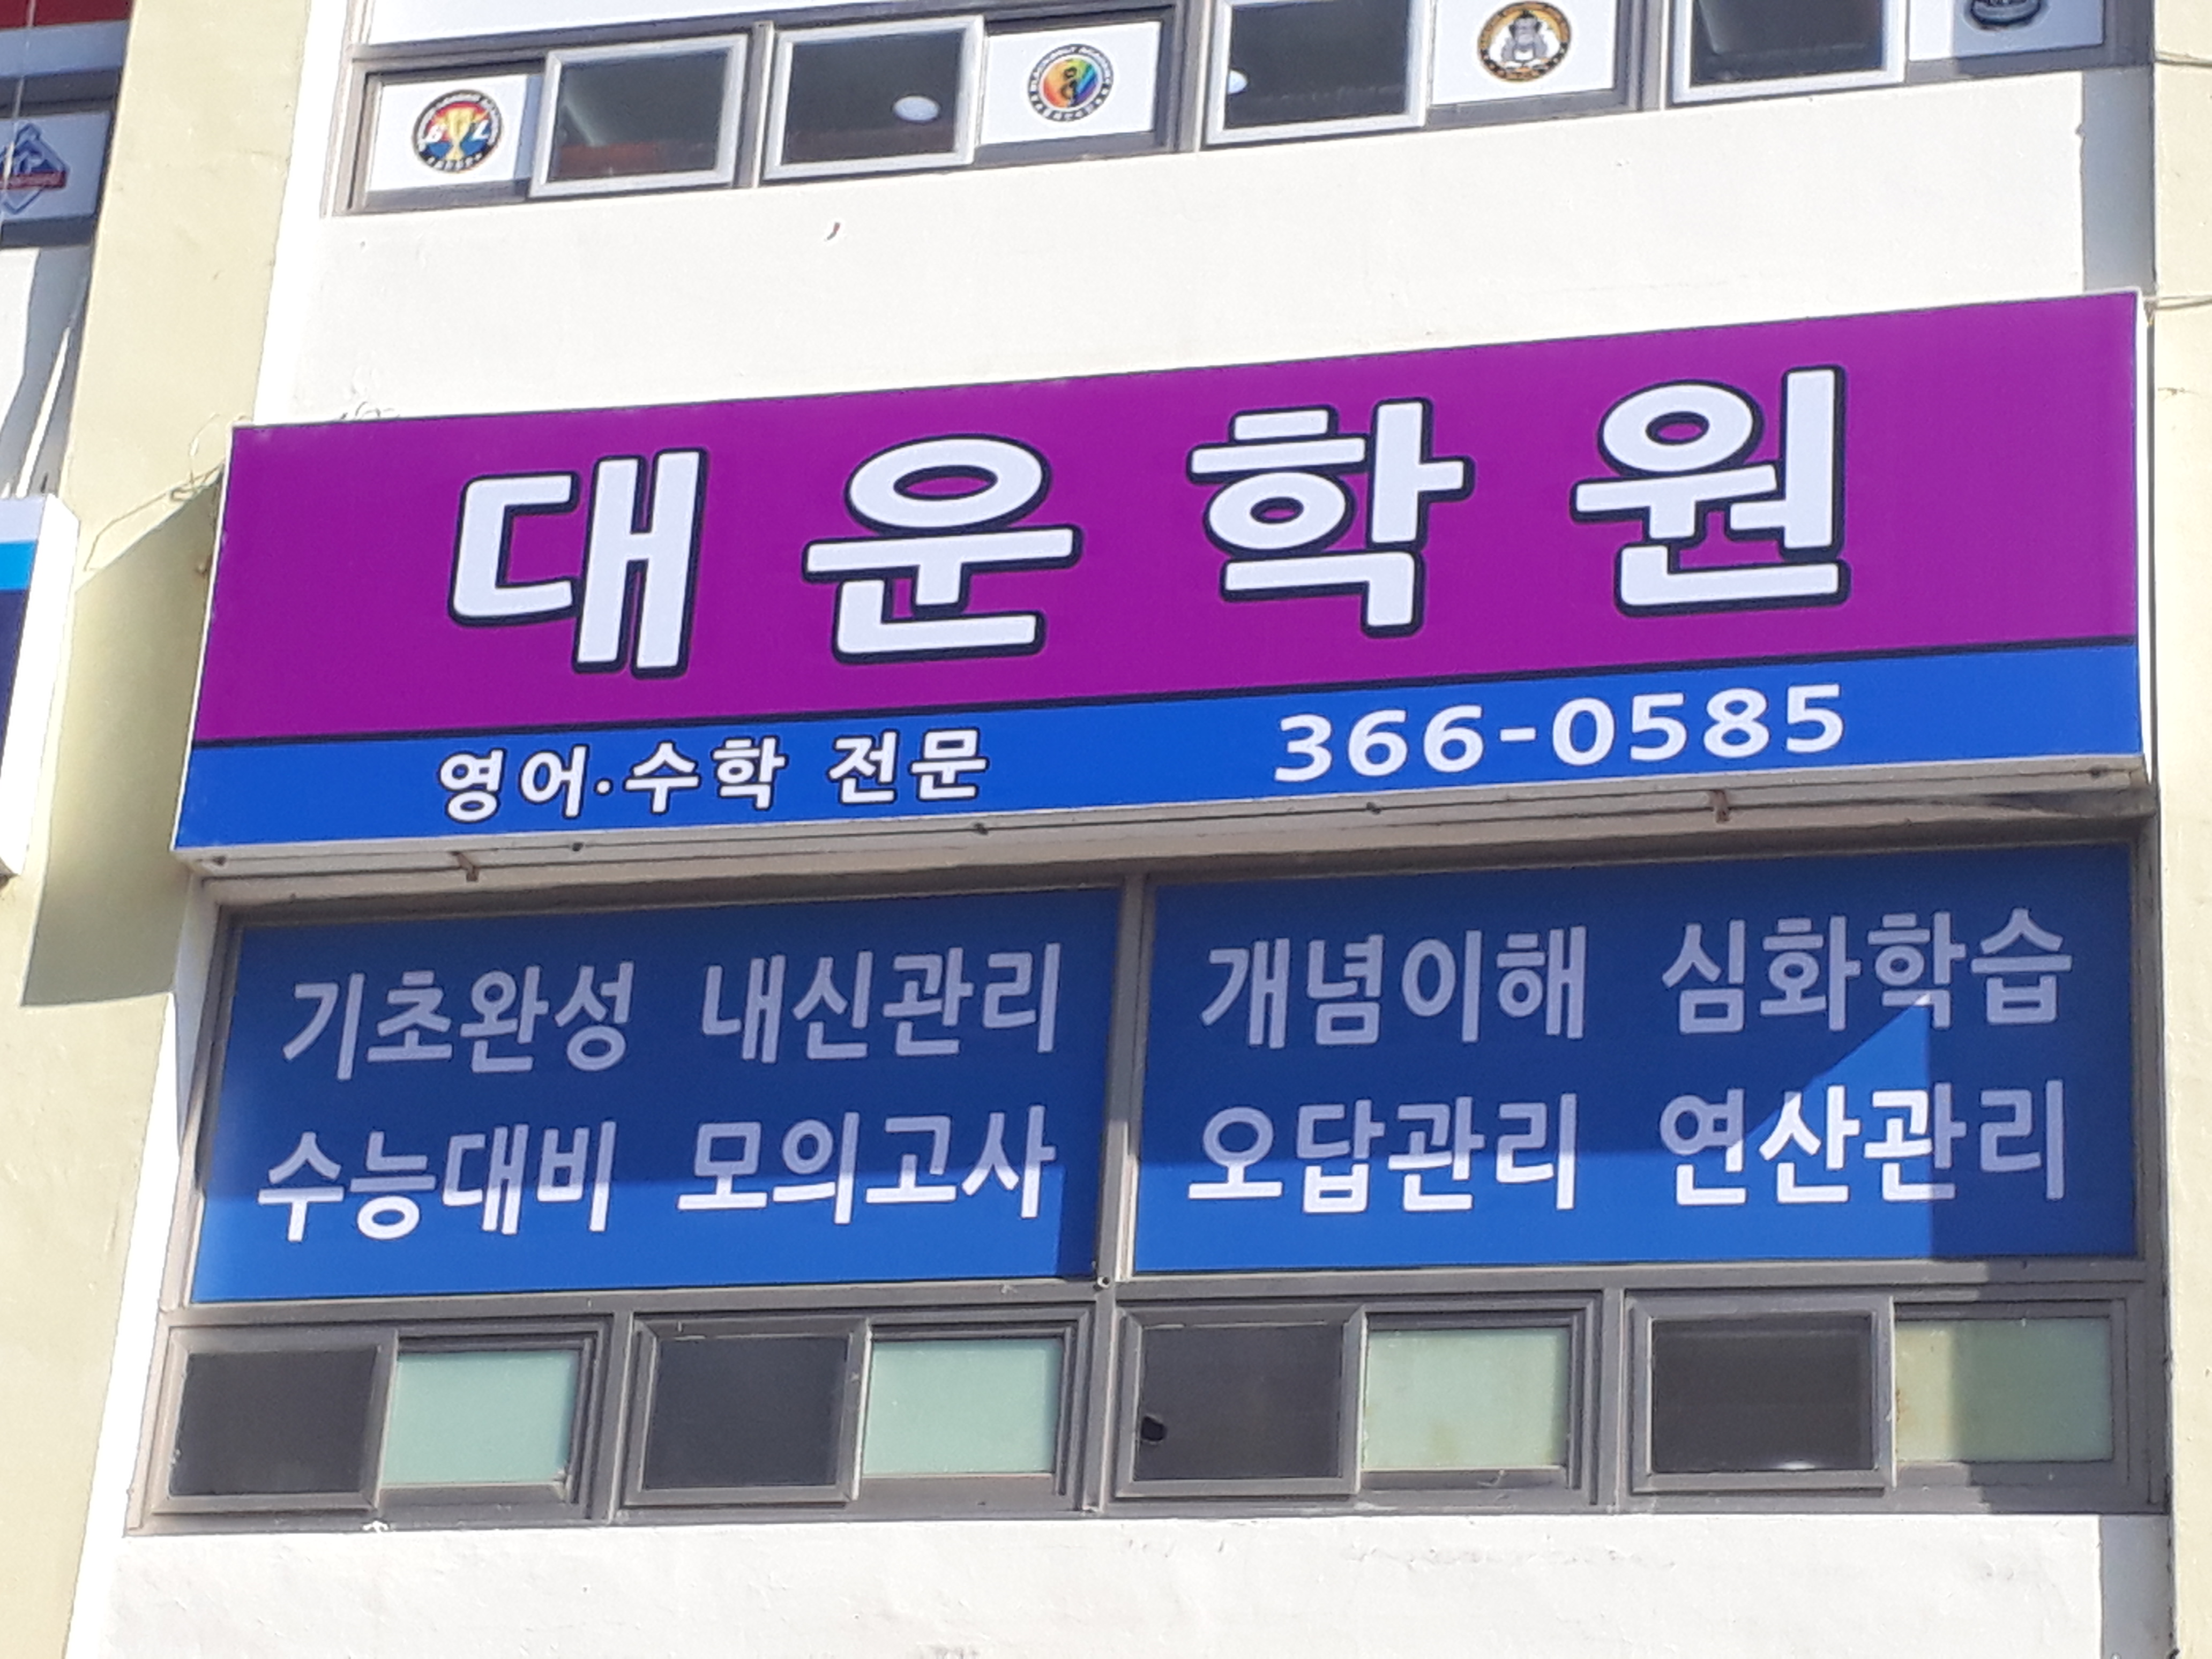 대운학원
영어·수학 전문 366-0585
기초완성 내신관리
수능대비 모의고사
개념이해 심화학습
오답관리 연산관리